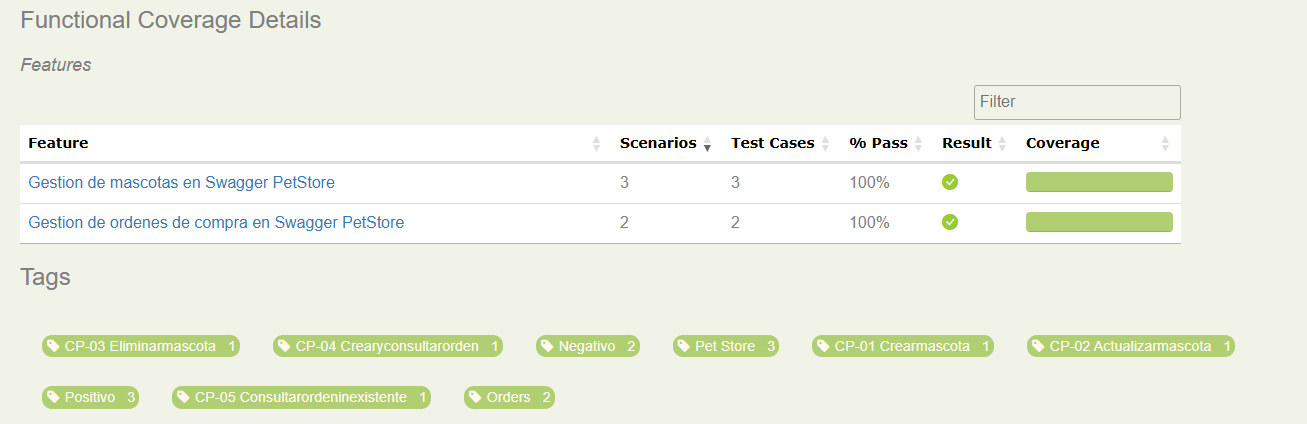 Functional Coverage Details
Features
Filter
Feature Scenarios Test Cases % Pass Result Coverage
Gestion de mascotas en Swagger PetStore 3 3 100%
Gestion de ordenes de compra en Swagger PetStore 2 2 100%
Tags
CP-03 Eliminarmascota 1 CP-04 Crearyconsultarorden 1 Negativo 2 Pet Store 3 CP-01 Crearmascota 1 CP-02 Actualizarmascota 1
Positivo 3 CP-05 Consultarordeninexistente 1 Orders 2